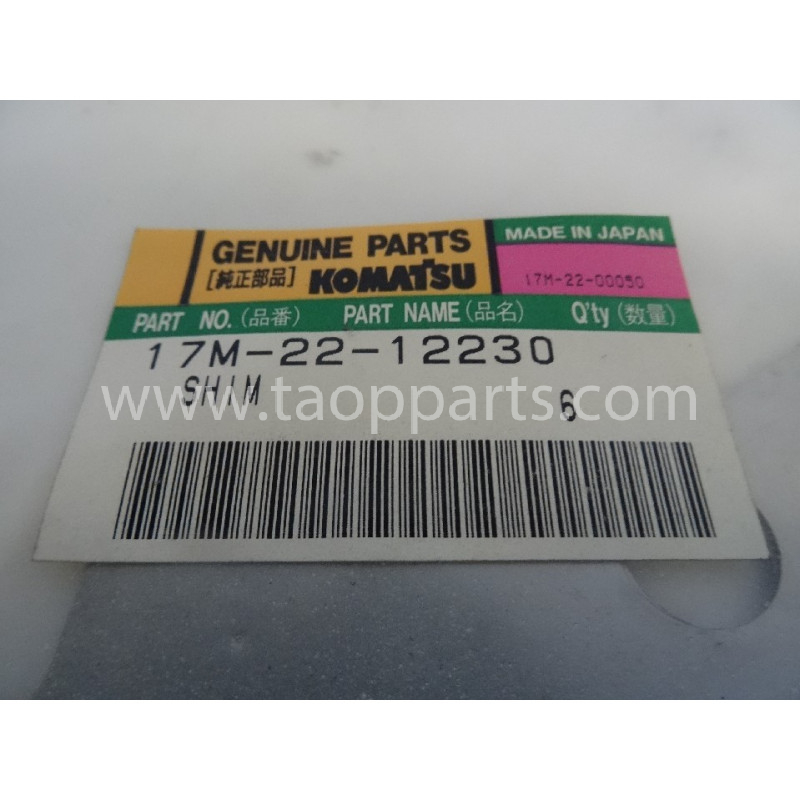 GENUINE PARTS
[純正部品] KOMATSU
MADE IN JAPAN
17M-22-00050
PART NO. (品番) PART NAME (品名) Q'ty (数量)
17M-22-12230
SHIM 6
www.taopparts.com